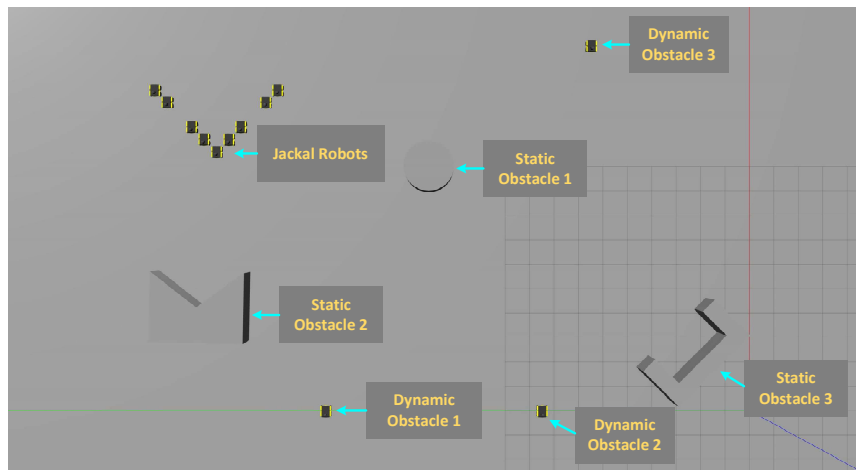 Dynamic
Obstacle 3
Jackal Robots
Static
Obstacle 1
Static
Obstacle 2
Static
Obstacle 3
Dynamic
Obstacle 1
Dynamic
Obstacle 2